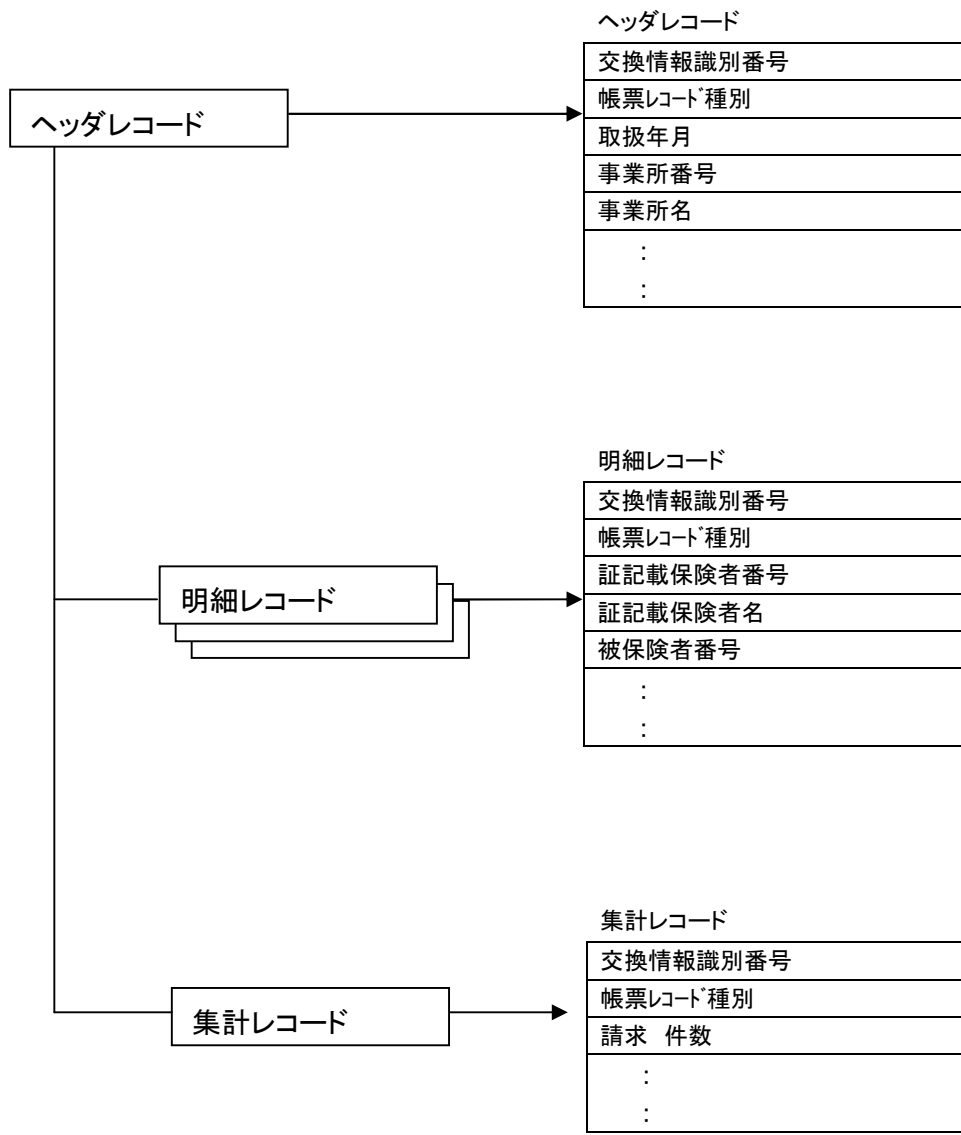 ヘッダレコード
ヘッダレコード
交換情報識別番号
帳票ﾚｺｰﾄﾞ種別
取扱年月
事業所番号
事業所名
:
:
明細レコード
明細レコード
交換情報識別番号
帳票ﾚｺｰﾄﾞ種別
証記載保険者番号
証記載保険者名
被保険者番号
:
:
集計レコード
集計レコード
交換情報識別番号
帳票ﾚｺｰﾄﾞ種別
請求　件数
:
: